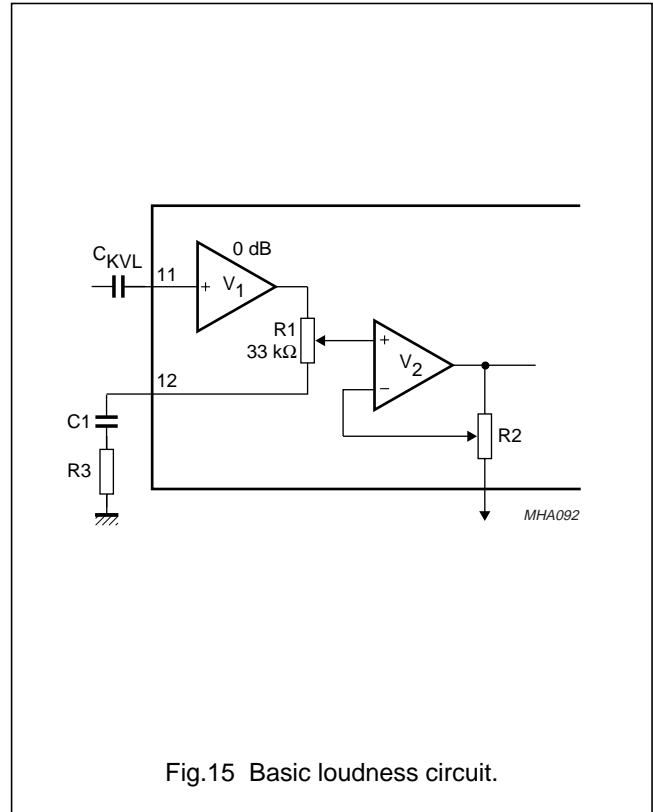 0 dB
C_KVL
11
+
V_1
R1
33 kΩ
+
V_2
−
12
C1
R2
R3
MHA092
Fig.15 Basic loudness circuit.